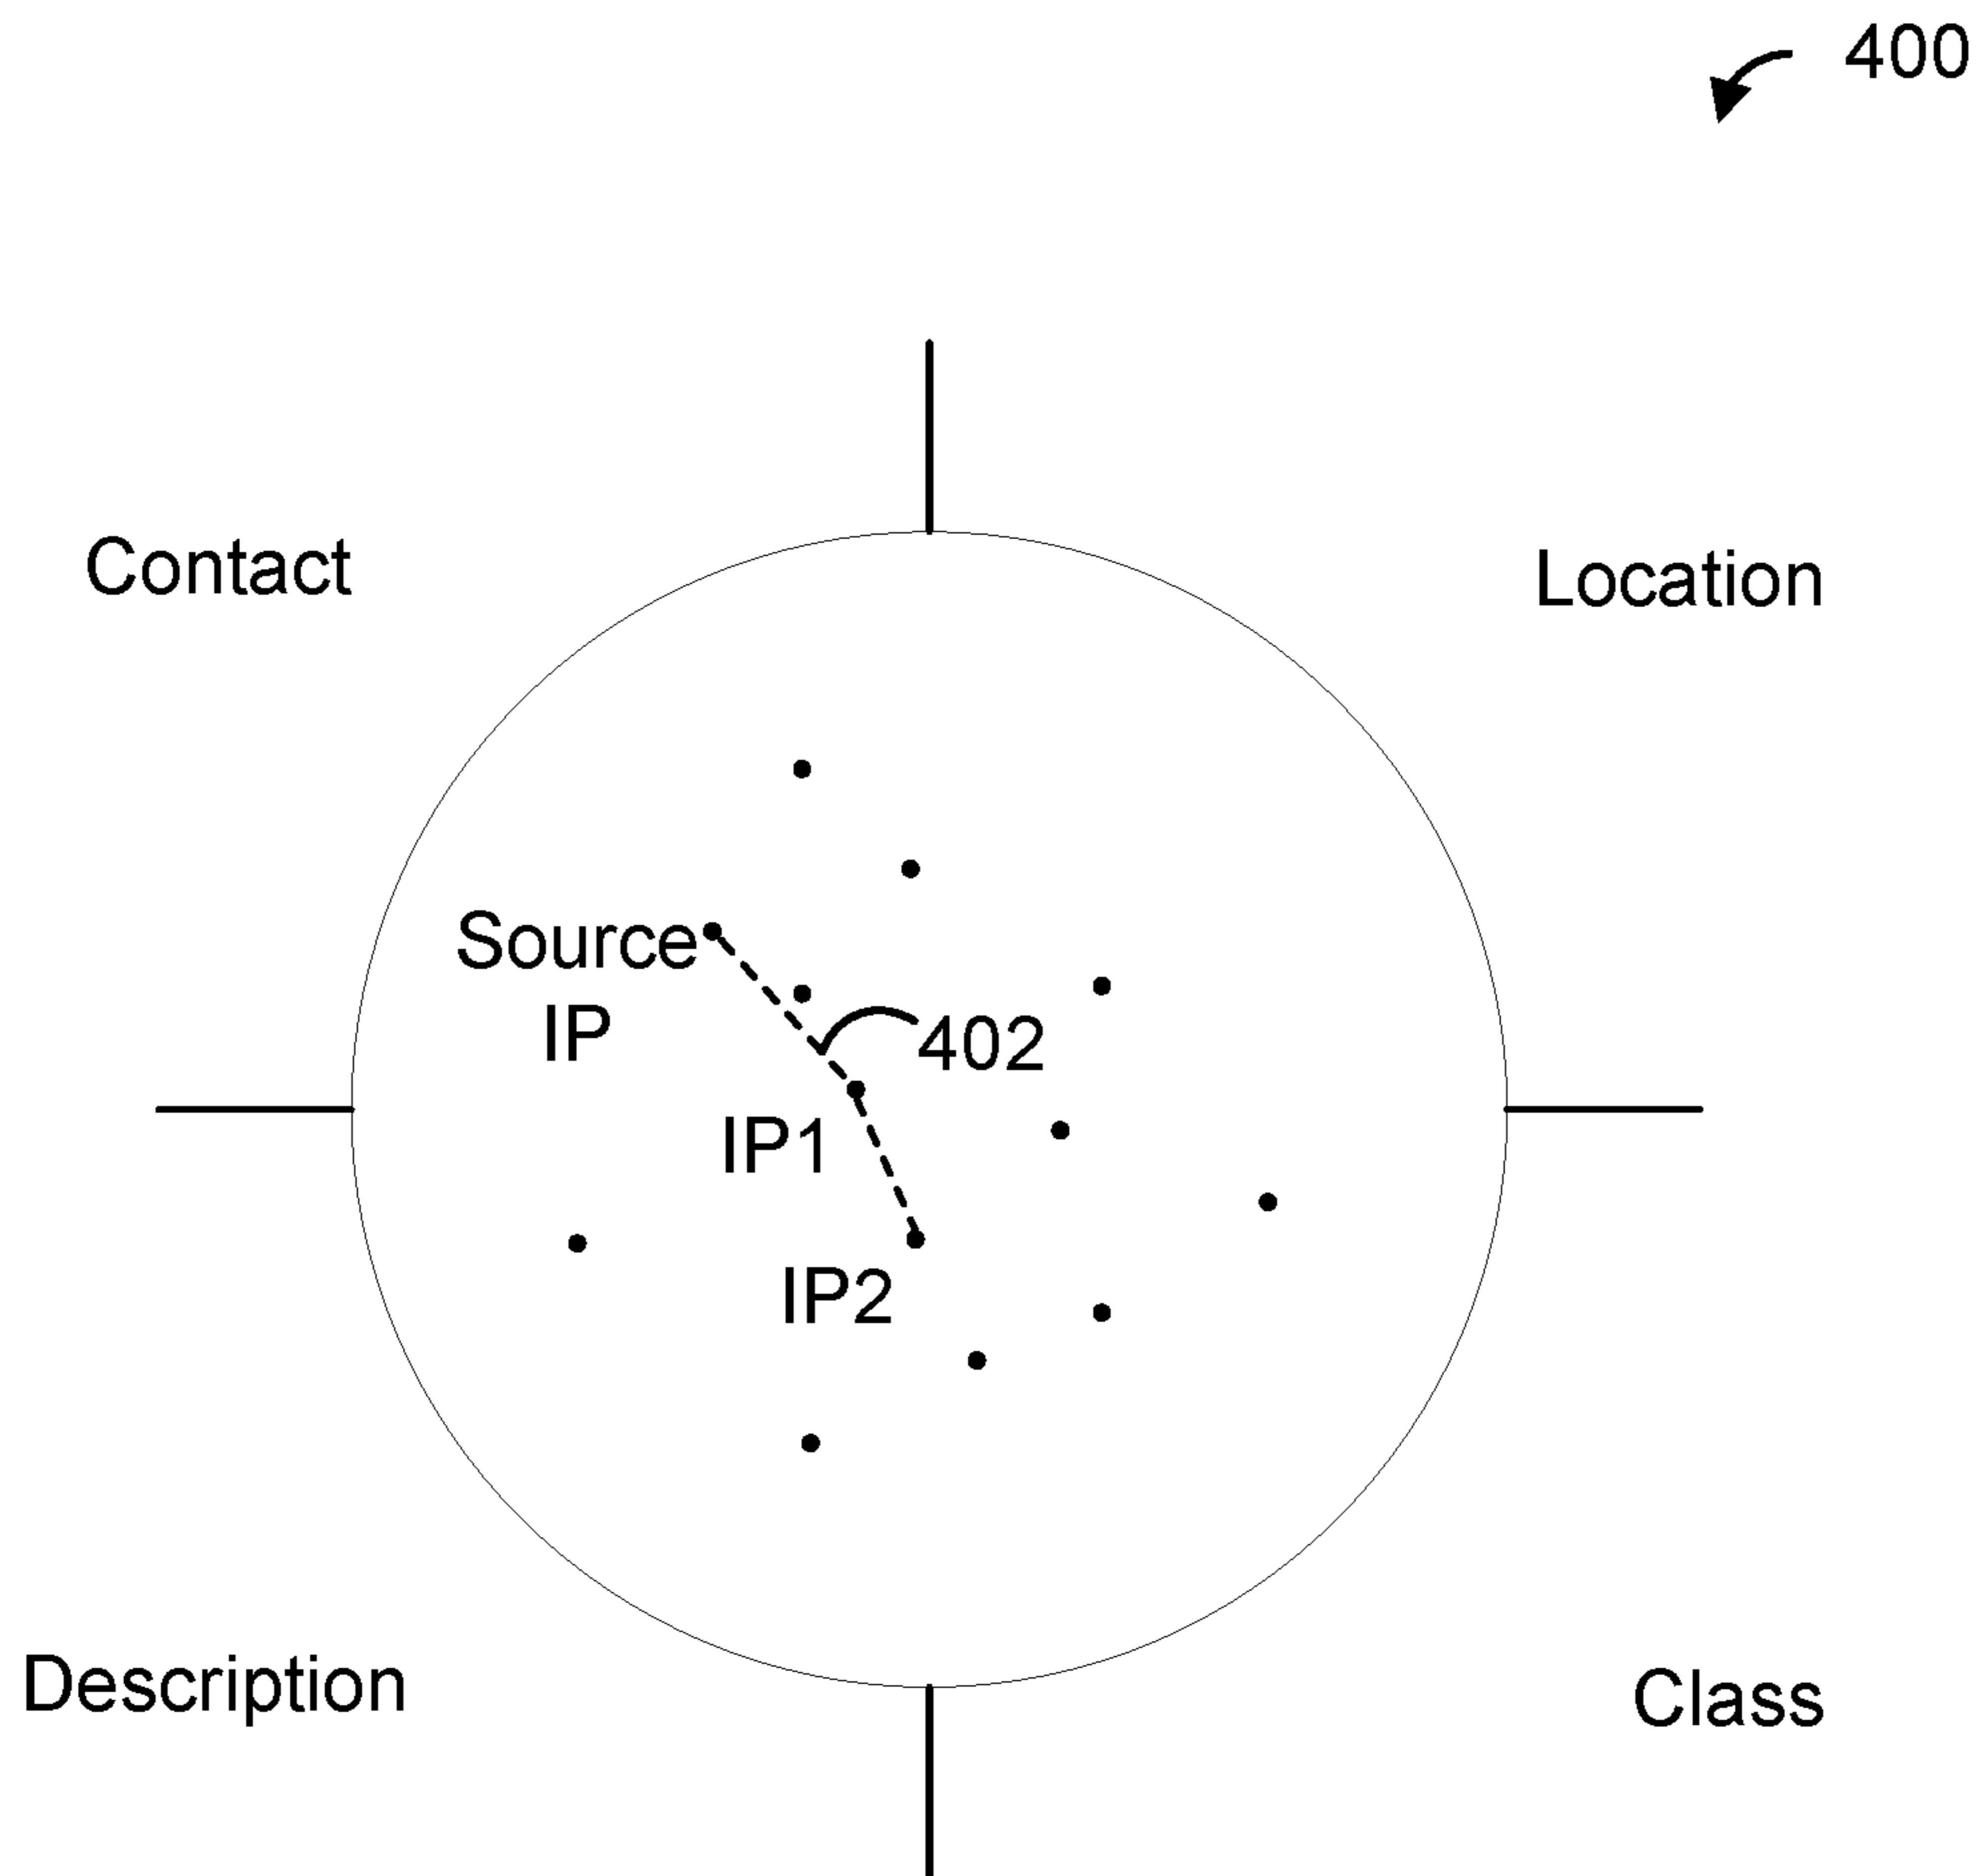 400
Contact
Location
Source
IP
402
IP1
IP2
Description
Class